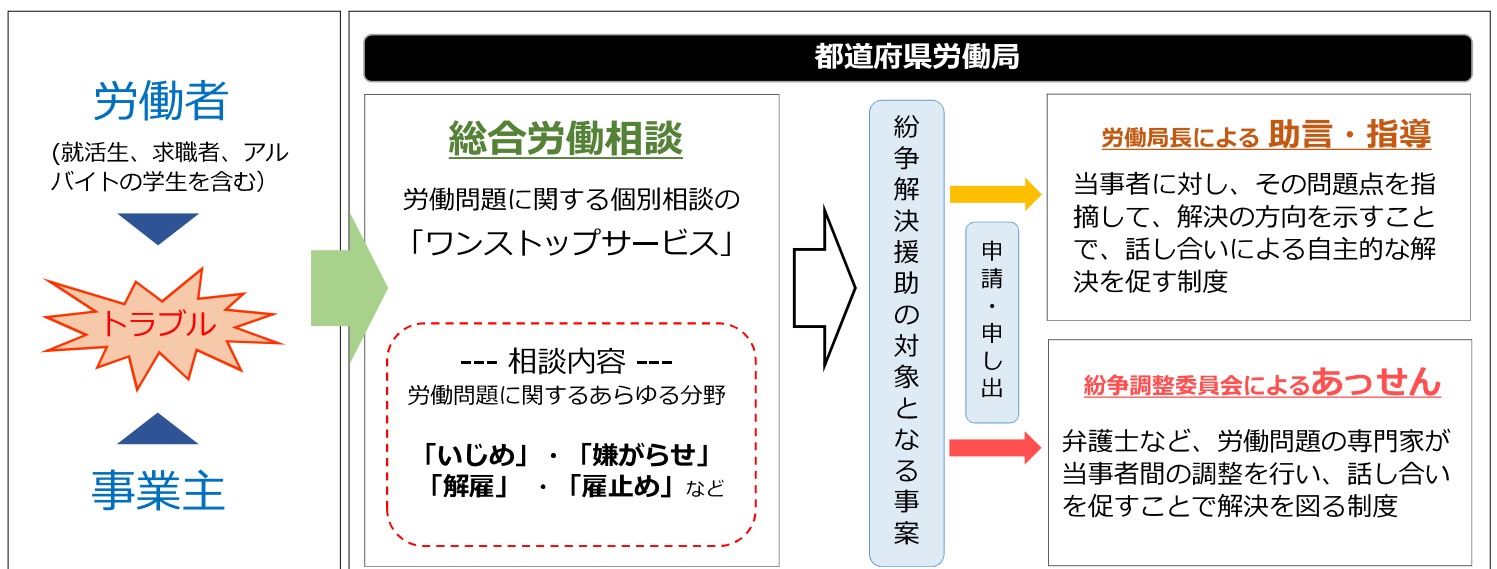 都道府県労働局
労働者
(就活生、求職者、アル
バイトの学生を含む)
トラブル
事業主
総合労働相談
労働問題に関する個別相談の
「ワンストップサービス」
--- 相談内容 ---
労働問題に関するあらゆる分野
「いじめ」・「嫌がらせ」
「解雇」 ・「雇止め」など
紛争解決援助の対象となる事案
申請・申し出
労働局長による 助言・指導
当事者に対し、その問題点を指
摘して、解決の方向を示すこと
で、話し合いによる自主的な解
決を促す制度
紛争調整委員会によるあっせん
弁護士など、労働問題の専門家が
当事者間の調整を行い、話し合い
を促すことで解決を図る制度